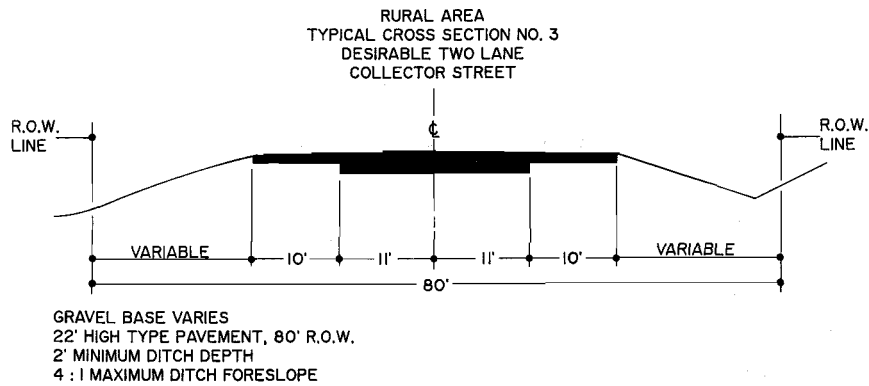 RURAL AREA
TYPICAL CROSS SECTION NO. 3
DESIRABLE TWO LANE
COLLECTOR STREET
℄
R.O.W.
LINE
R.O.W.
LINE
VARIABLE
10'
11'
11'
10'
VARIABLE
80'
GRAVEL BASE VARIES
22' HIGH TYPE PAVEMENT, 80' R.O.W.
2' MINIMUM DITCH DEPTH
4 : 1 MAXIMUM DITCH FORESLOPE